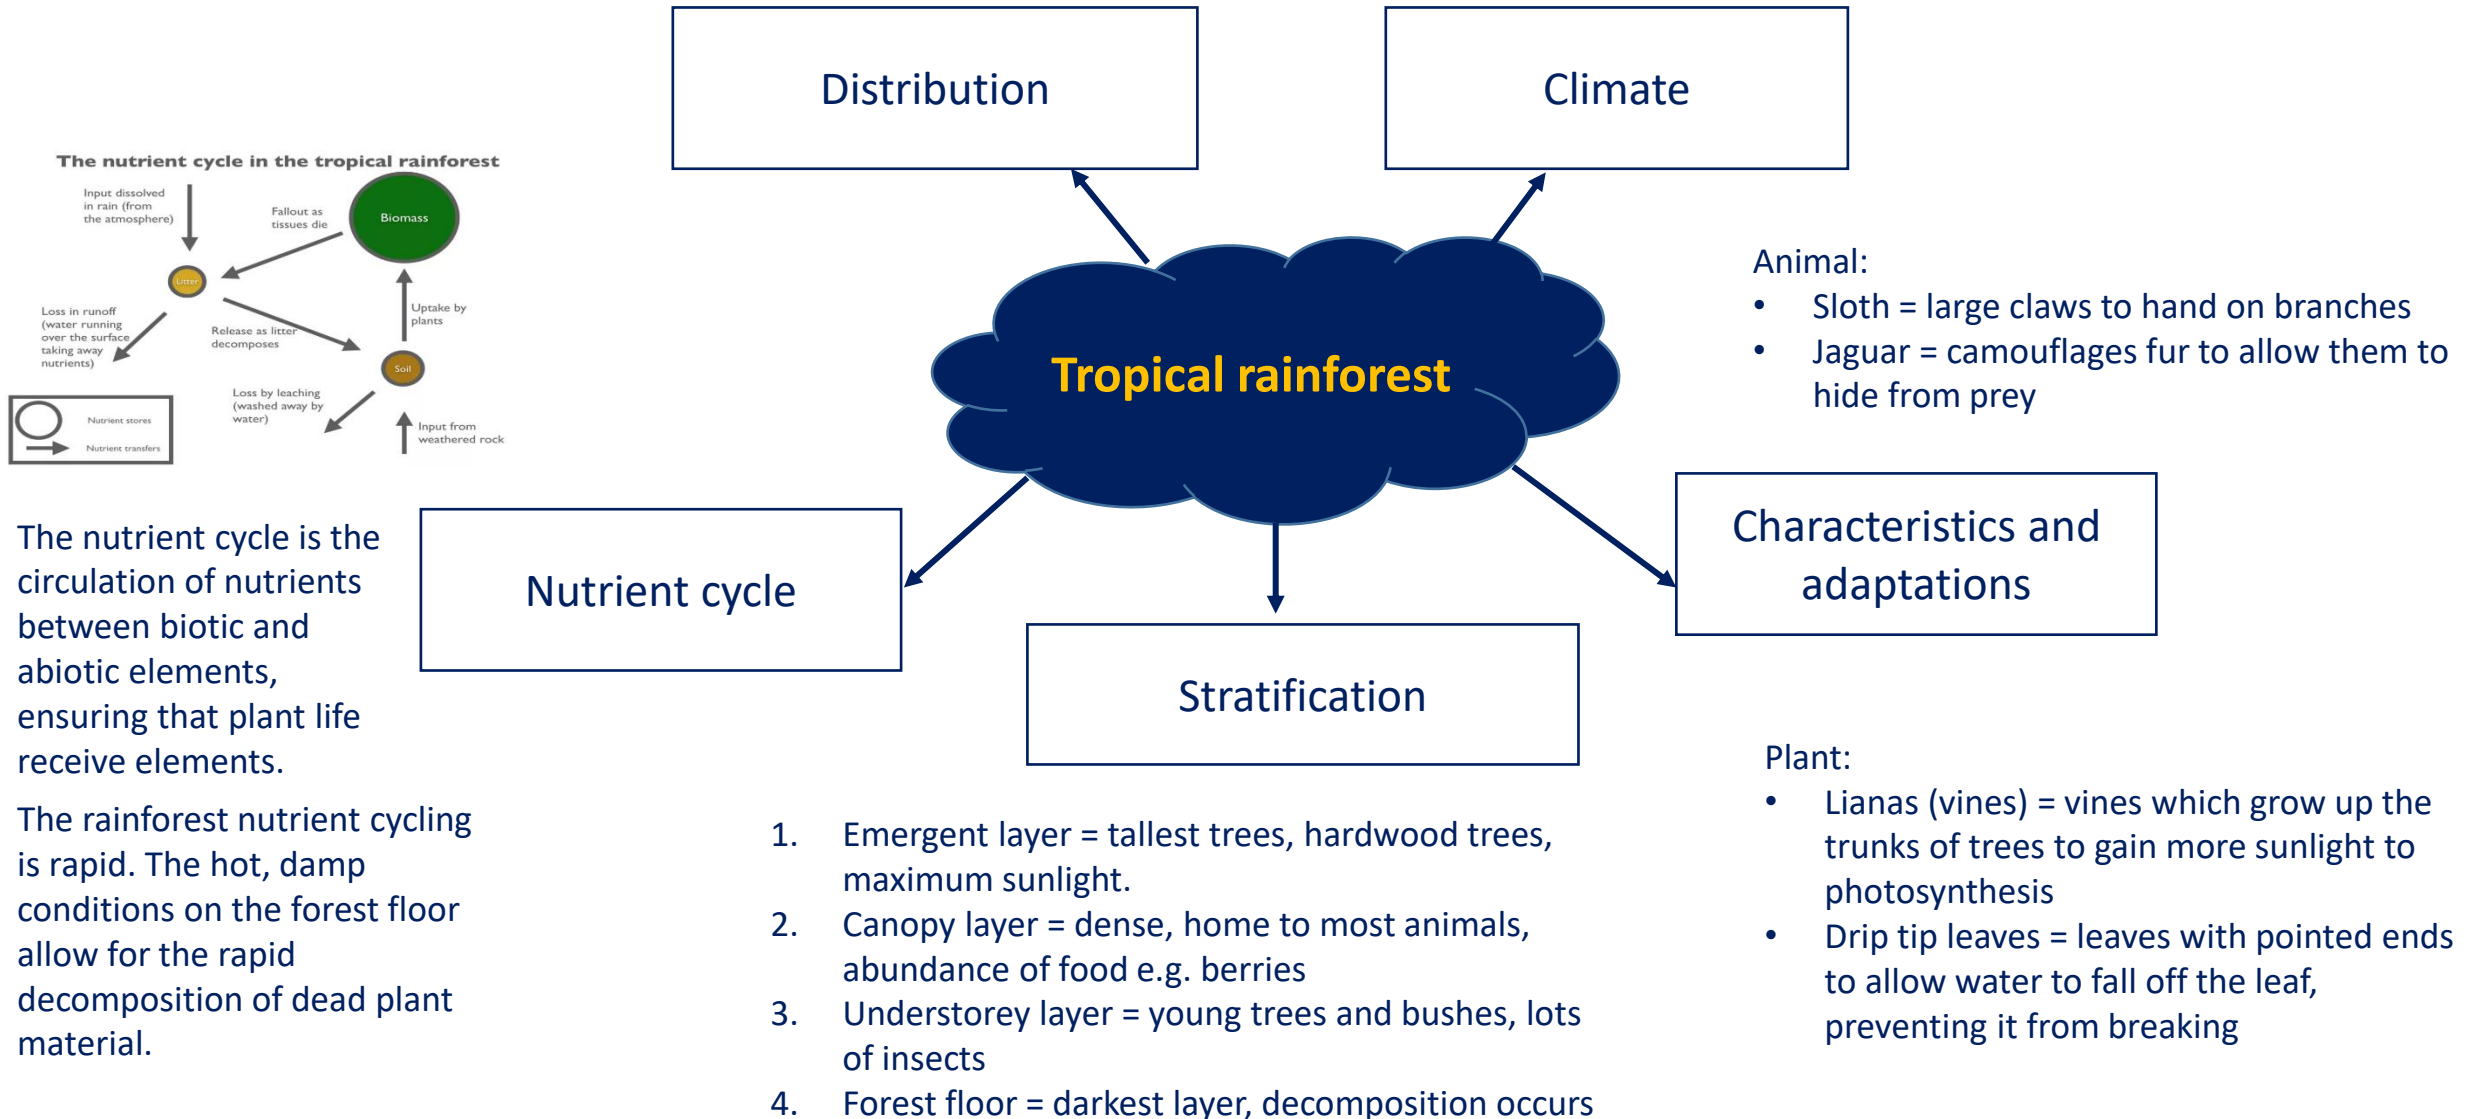 Distribution
Climate
The nutrient cycle in the tropical rainforest
Input dissolved
in rain (from
the atmosphere)
Fallout as
tissues die
Biomass
Litter
Loss in runoff
(water running
over the surface
taking away
nutrients)
Release as litter
decomposes
Uptake by
plants
Soil
Loss by leaching
(washed away by
water)
Input from
weathered rock
Nutrient stores
Nutrient transfers
Tropical rainforest
Animal:
• Sloth = large claws to hand on branches
• Jaguar = camouflages fur to allow them to
hide from prey
Nutrient cycle
Stratification
Characteristics and
adaptations
The nutrient cycle is the
circulation of nutrients
between biotic and
abiotic elements,
ensuring that plant life
receive elements.
The rainforest nutrient cycling
is rapid. The hot, damp
conditions on the forest floor
allow for the rapid
decomposition of dead plant
material.
1. Emergent layer = tallest trees, hardwood trees,
maximum sunlight.
2. Canopy layer = dense, home to most animals,
abundance of food e.g. berries
3. Understorey layer = young trees and bushes, lots
of insects
4. Forest floor = darkest layer, decomposition occurs
Plant:
• Lianas (vines) = vines which grow up the
trunks of trees to gain more sunlight to
photosynthesis
• Drip tip leaves = leaves with pointed ends
to allow water to fall off the leaf,
preventing it from breaking